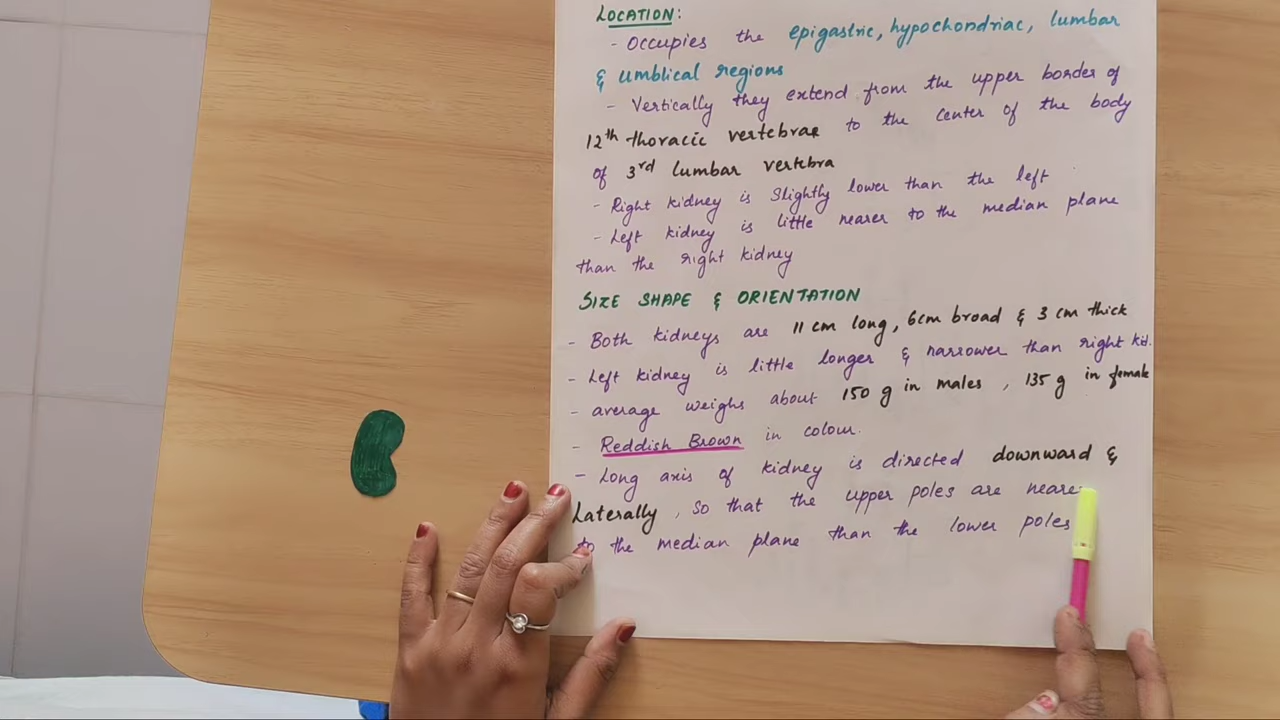 LOCATION:
- Occupies the epigastric, hypochondriac, lumbar
& umblical regions
- Vertically they extend from the upper border of
12th thoracic vertebrae to the center of the body
of 3rd lumbar vertebra
- Right kidney is slightly lower than the left
- Left kidney is little nearer to the median plane
than the right kidney
SIZE SHAPE & ORIENTATION
- Both kidneys are 11 cm long, 6cm broad & 3 cm thick
- Left kidney is little longer & narrower than right kid.
- average weighs about 150 g in males, 135 g in female
- Reddish Brown in colour.
- Long axis of kidney is directed downward &
Laterally, so that the upper poles are nearer
to the median plane than the lower poles